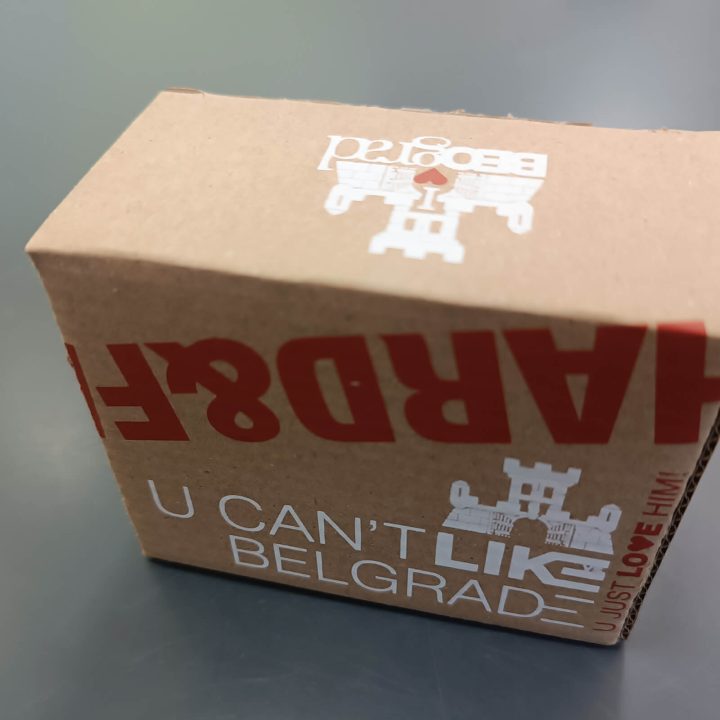 I ♥
BEOgrad
HARD&F
U CAN'T LIKE
BELGRADE
U JUST LOVE HIM!